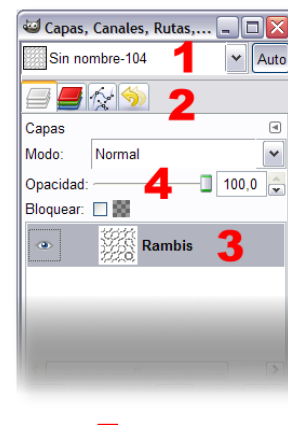 Capas, Canales, Rutas,...
Sin nombre-104
1
Auto
2
Capas
Modo: Normal
Opacidad: 4 100,0
Bloquear:
Rambis 3